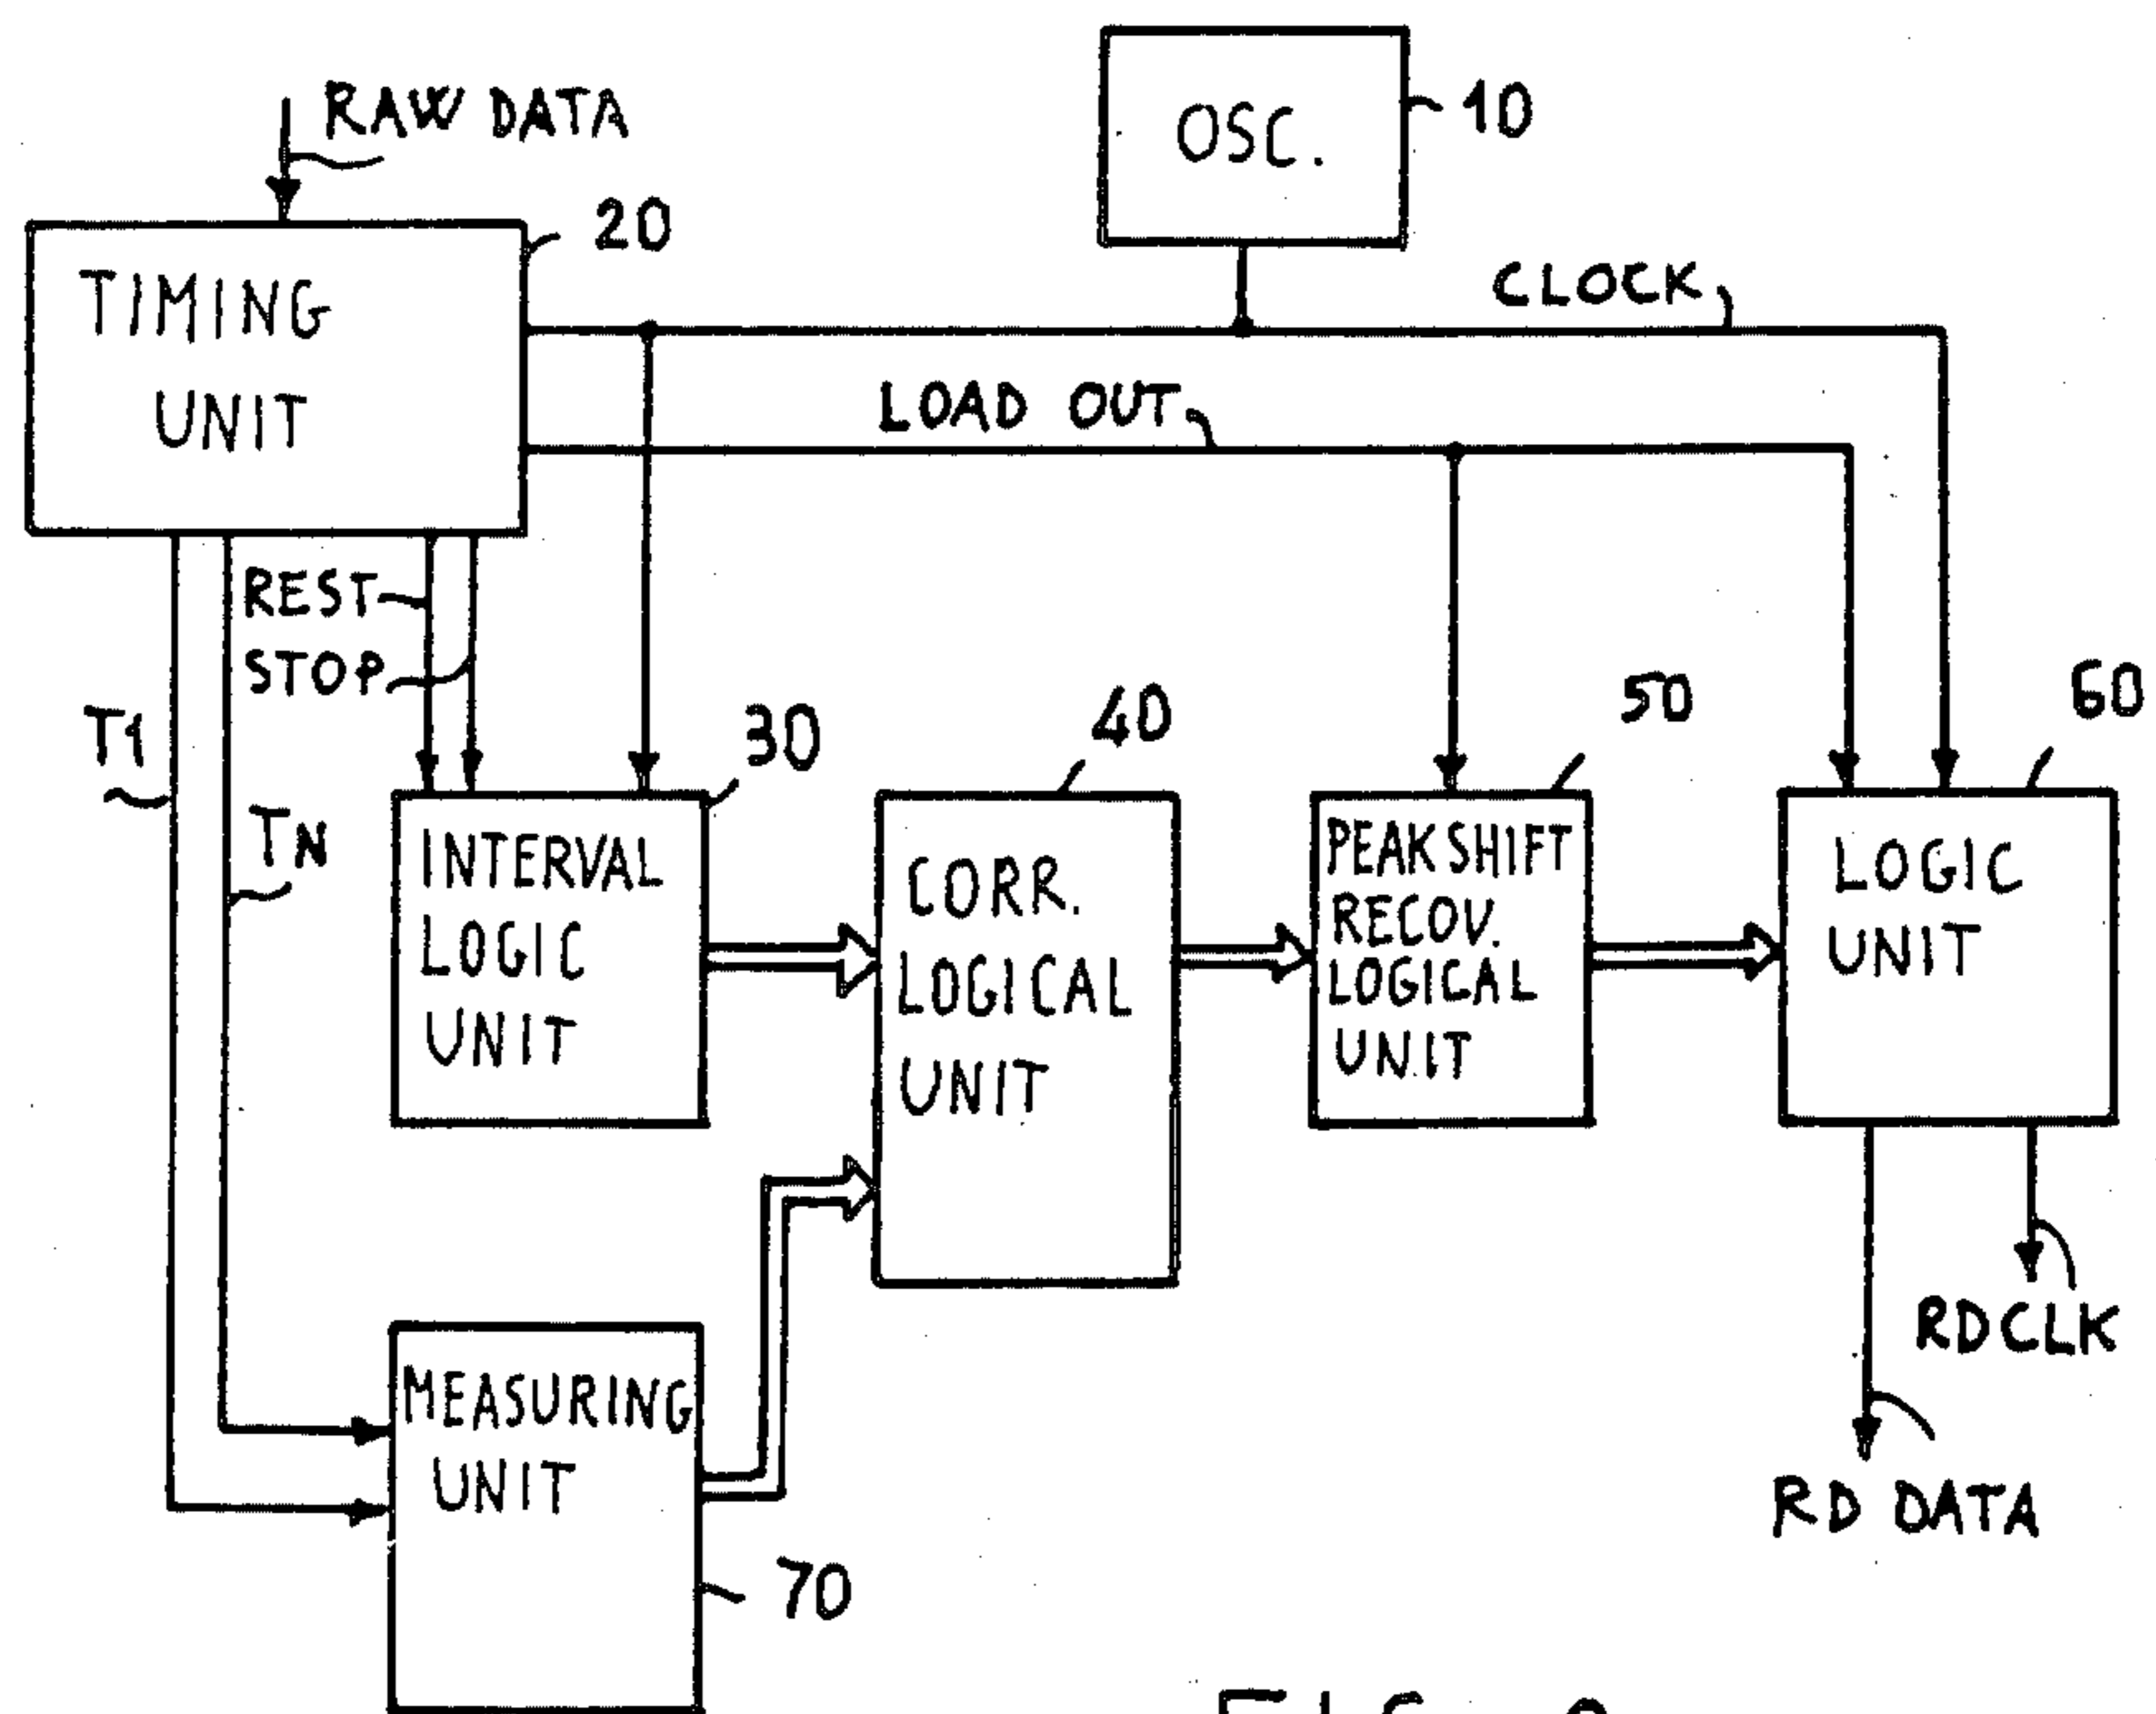 RAW DATA
OSC.
10
20
TIMING
UNIT
CLOCK
LOAD OUT
REST
STOP
T1
TN
30
40
50
60
INTERVAL
LOGIC
UNIT
CORR.
LOGICAL
UNIT
PEAK SHIFT
RECOV.
LOGICAL
UNIT
LOGIC
UNIT
RDCLK
RD DATA
MEASURING
UNIT
70